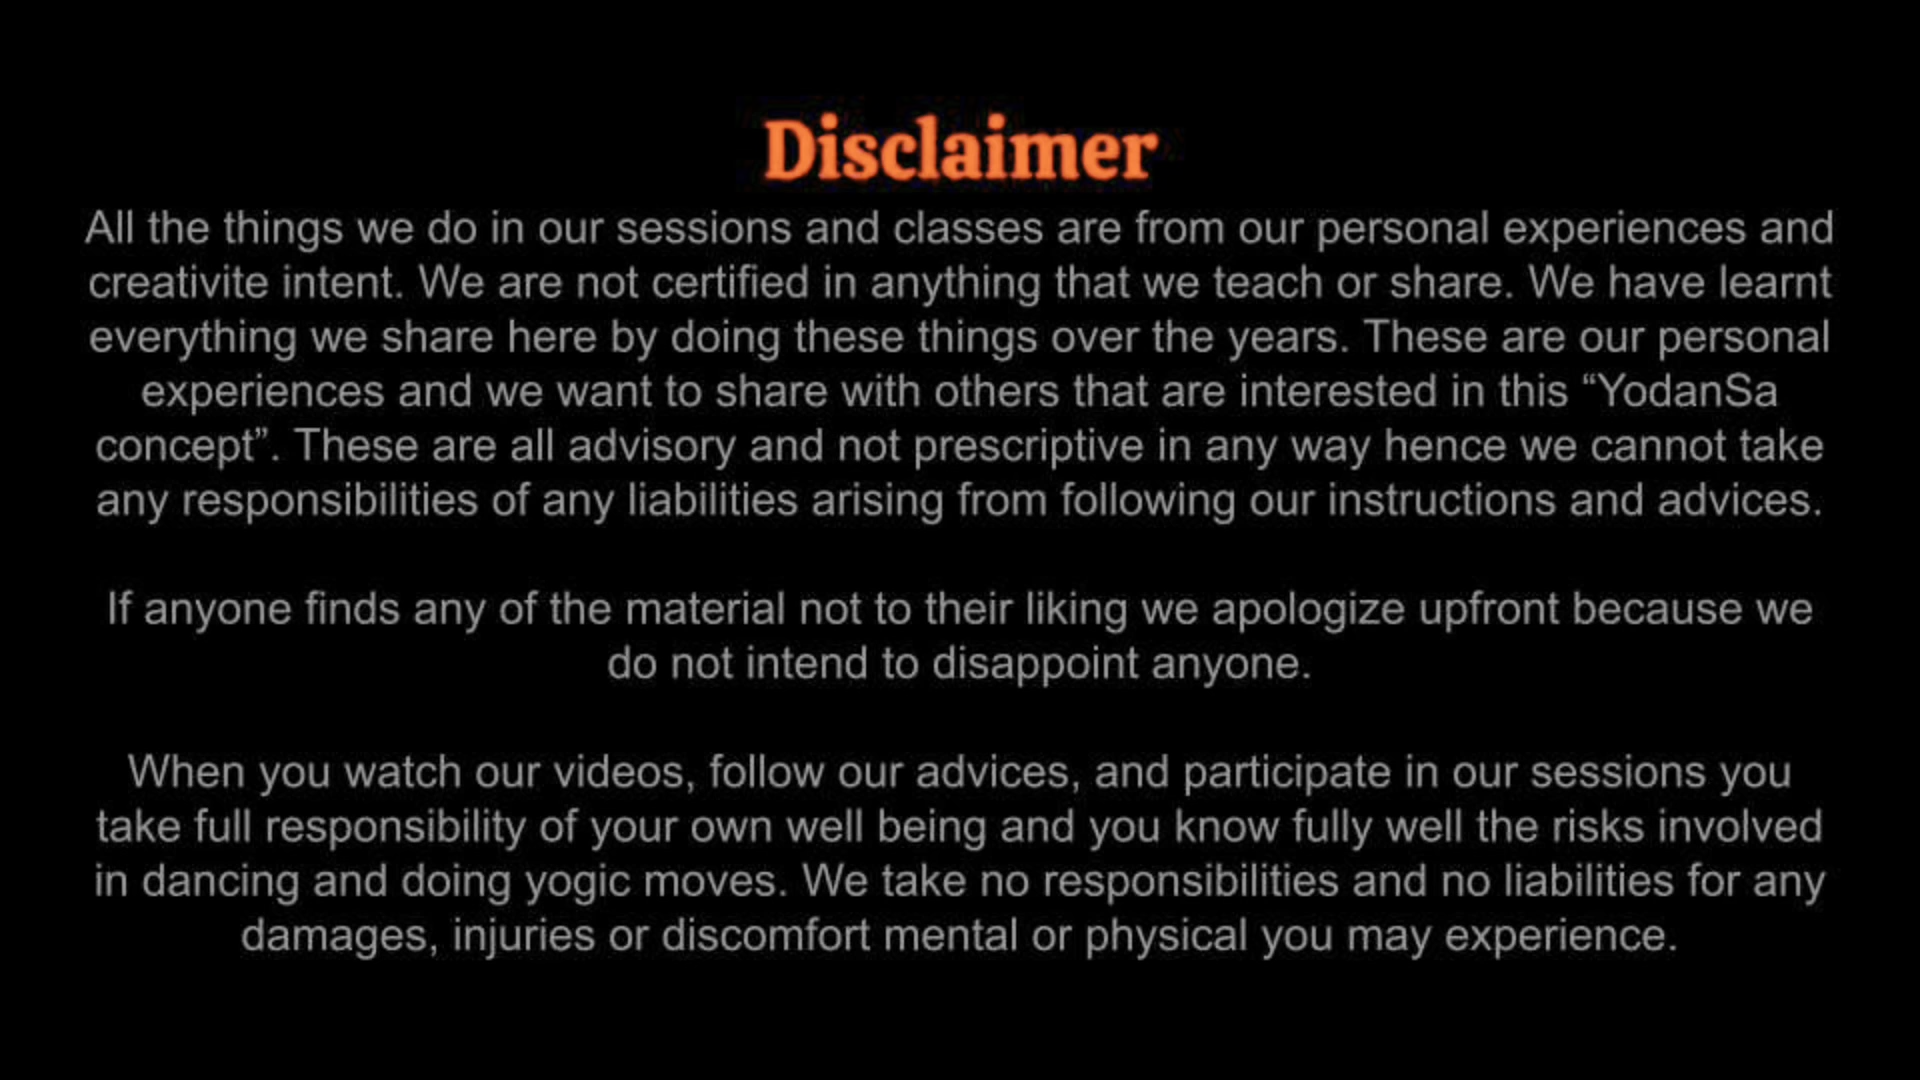 Disclaimer
All the things we do in our sessions and classes are from our personal experiences and
creativite intent. We are not certified in anything that we teach or share. We have learnt
everything we share here by doing these things over the years. These are our personal
experiences and we want to share with others that are interested in this “YodanSa
concept”. These are all advisory and not prescriptive in any way hence we cannot take
any responsibilities of any liabilities arising from following our instructions and advices.
If anyone finds any of the material not to their liking we apologize upfront because we
do not intend to disappoint anyone.
When you watch our videos, follow our advices, and participate in our sessions you
take full responsibility of your own well being and you know fully well the risks involved
in dancing and doing yogic moves. We take no responsibilities and no liabilities for any
damages, injuries or discomfort mental or physical you may experience.